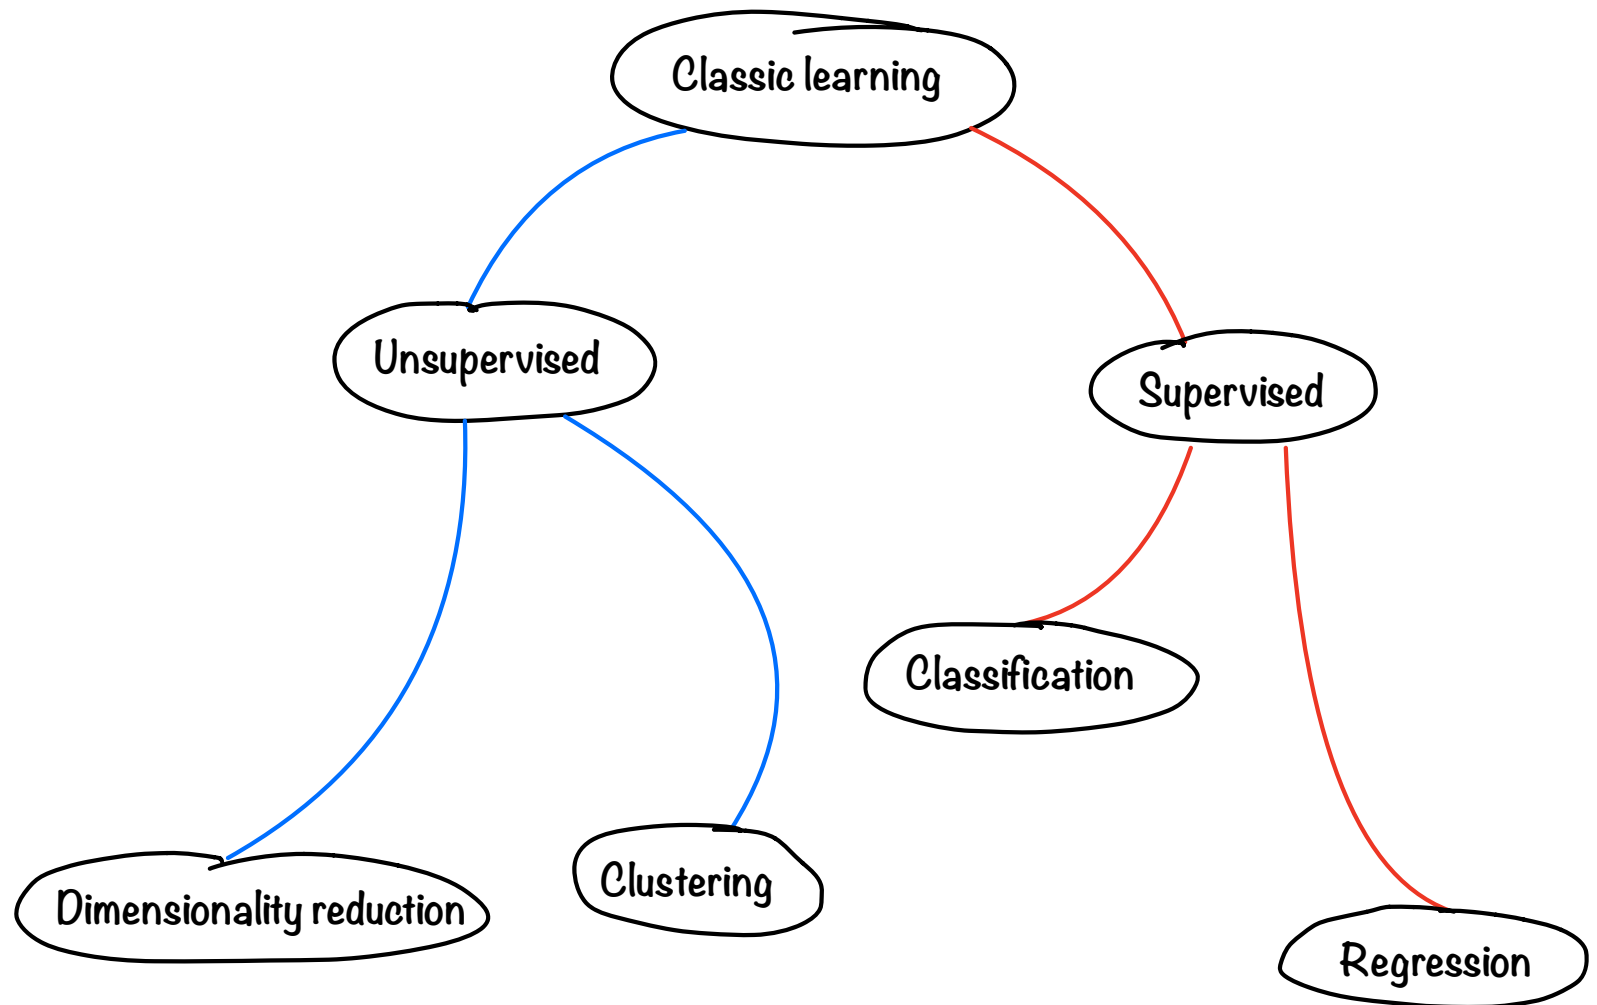 Classic learning
Unsupervised
Supervised
Classification
Dimensionality reduction
Clustering
Regression